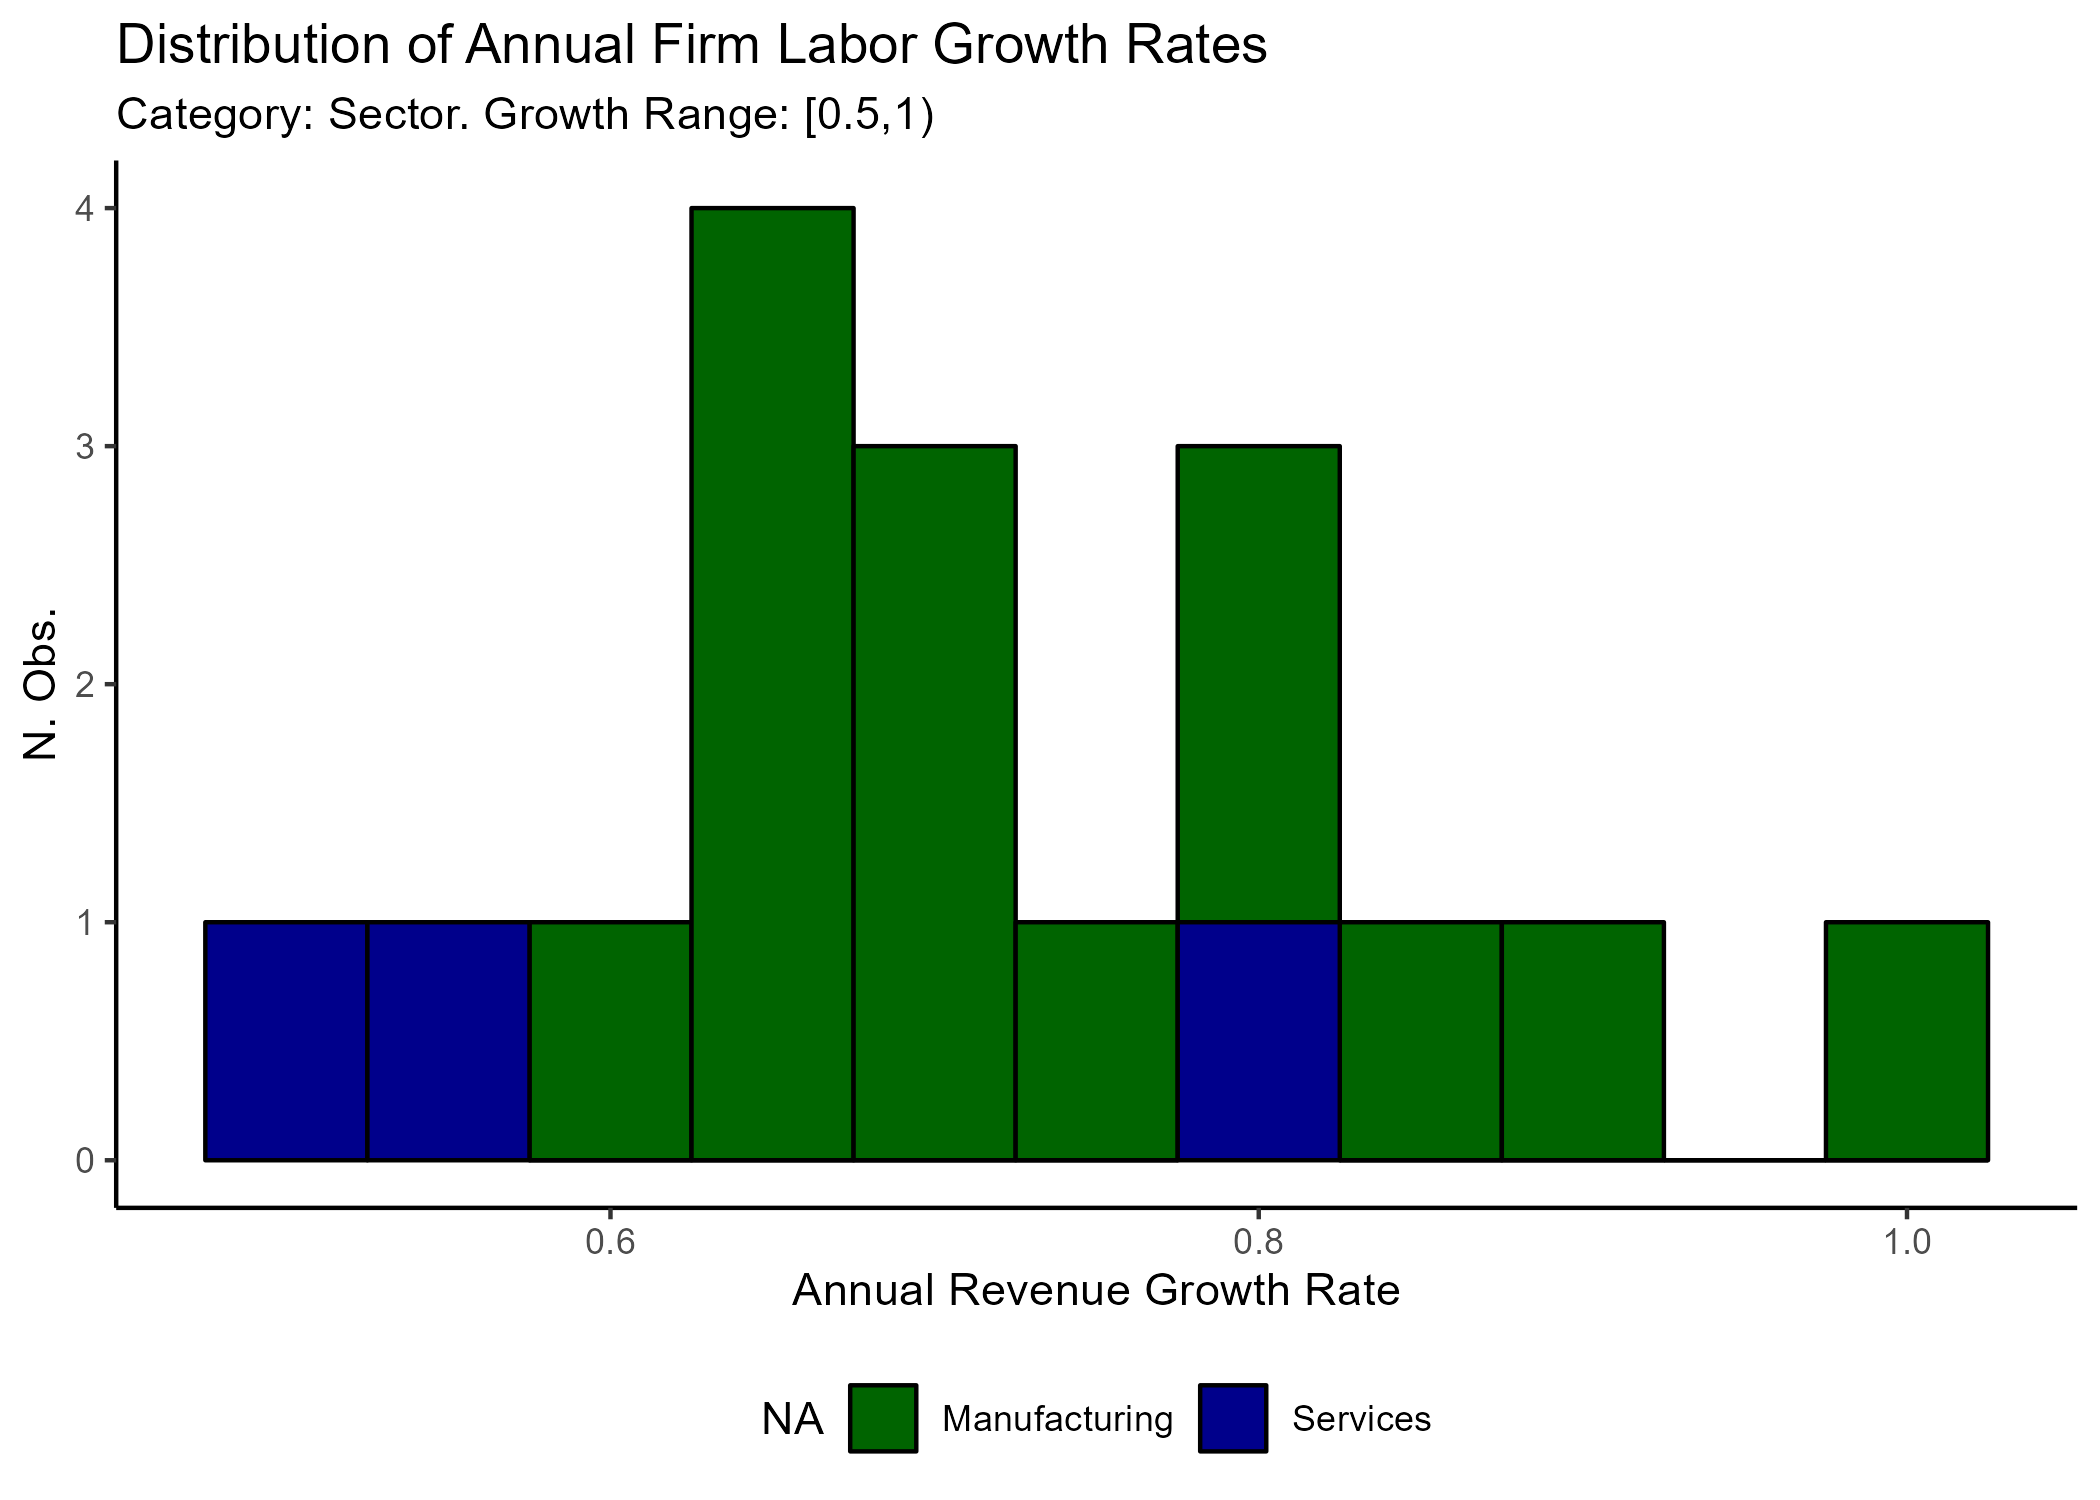 Distribution of Annual Firm Labor Growth Rates
Category: Sector. Growth Range: [0.5,1)
4
3
2
1
0
N. Obs.
0.6 0.8 1.0
Annual Revenue Growth Rate
NA Manufacturing Services